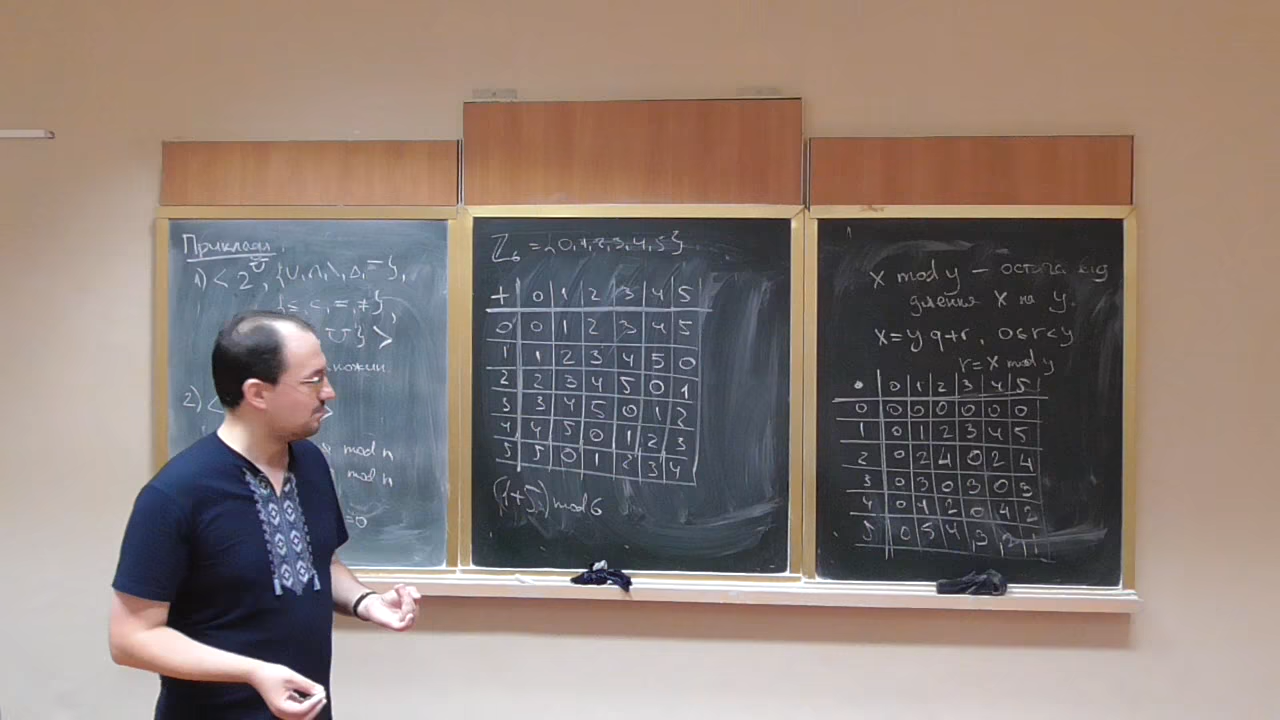 Приклади.
1) < 2^U, {∪, ∩, \, △, ‾},
{⊆, ⊂, =, ≠},
U} >
множин.
2) <
>
mod n
mod n
=0
Z₆ = {0,1,2,3,4,5}
+ 0 1 2 3 4 5
0 0 1 2 3 4 5
1 1 2 3 4 5 0
2 2 3 4 5 0 1
3 3 4 5 0 1 2
4 4 5 0 1 2 3
5 5 0 1 2 3 4
(1+5) mod 6
x mod y – остача від
ділення x на y.
x = y q + r, 0≤r<y
r = x mod y
• 0 1 2 3 4 5
0 0 0 0 0 0 0
1 0 1 2 3 4 5
2 0 2 4 0 2 4
3 0 3 0 3 0 3
4 0 4 2 0 4 2
5 0 5 4 3 2 1